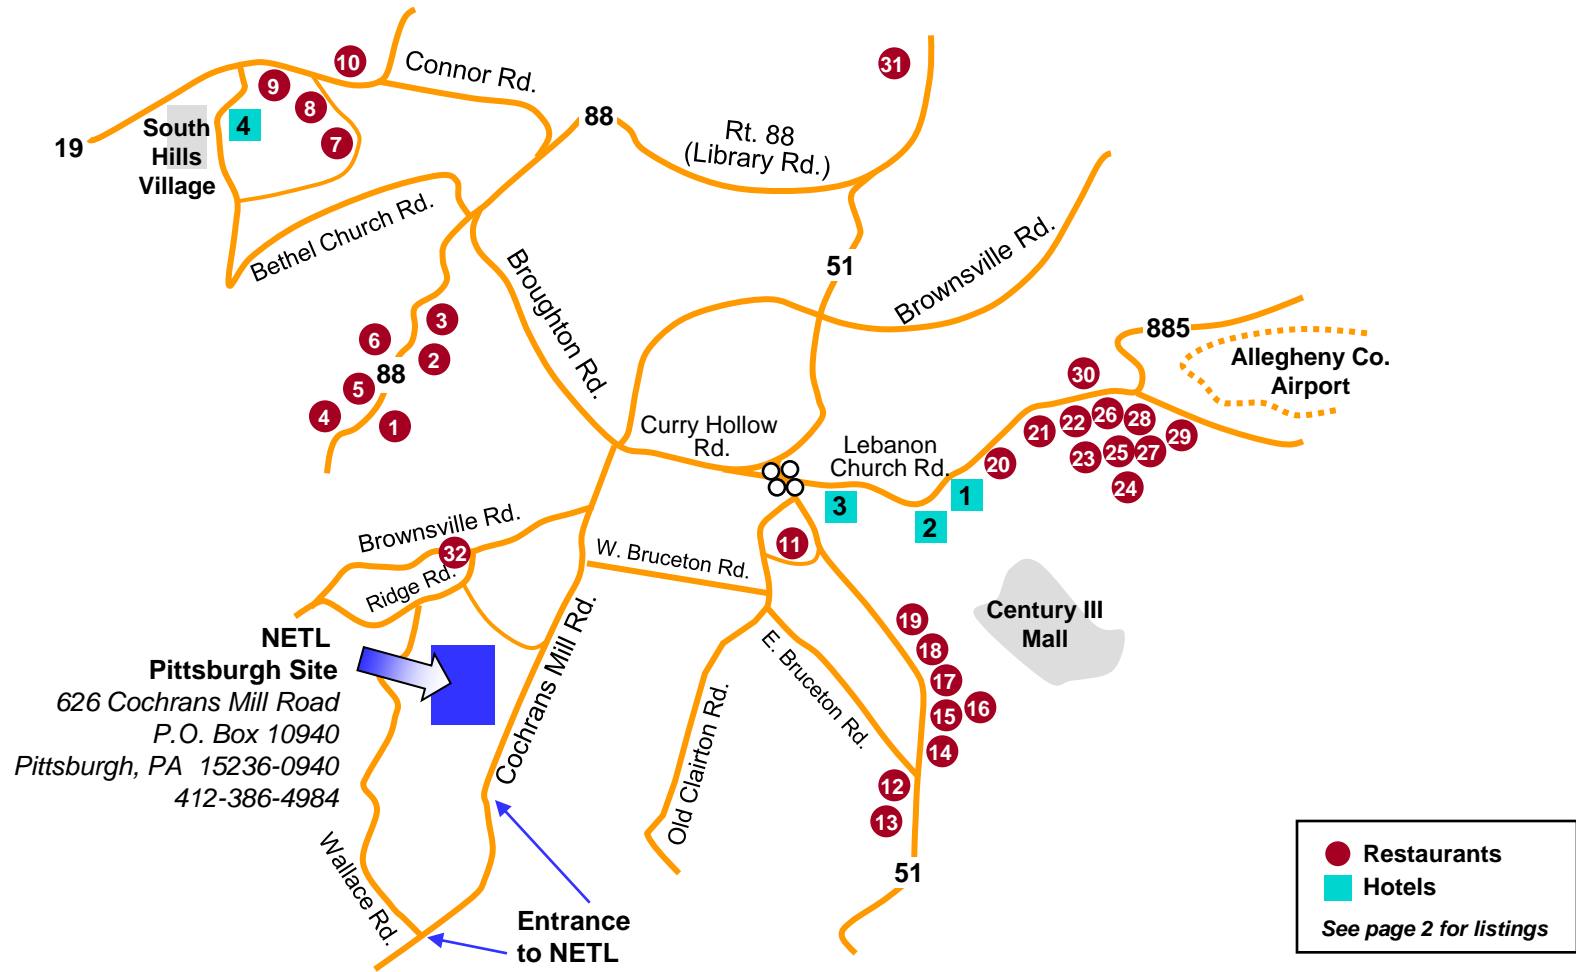 10
Connor Rd.
31
9
8
88
4
South
Hills
Village
7
Rt. 88
(Library Rd.)
19
Bethel Church Rd.
Brownsville Rd.
51
Broughton Rd.
3
6
2
88
5
4
1
885
Allegheny Co.
Airport
30
Curry Hollow
Rd.
Lebanon
Church Rd.
21
22
26
28
29
20
23
25
27
24
1
3
2
Brownsville Rd.
32
Ridge Rd.
W. Bruceton Rd.
11
Cochrans Mill Rd.
Century III
Mall
19
18
17
16
15
14
12
13
E. Bruceton Rd.
Old Clairton Rd.
51
NETL
Pittsburgh Site
626 Cochrans Mill Road
P.O. Box 10940
Pittsburgh, PA 15236-0940
412-386-4984
Wallace Rd.
Entrance
to NETL
Restaurants
Hotels
See page 2 for listings